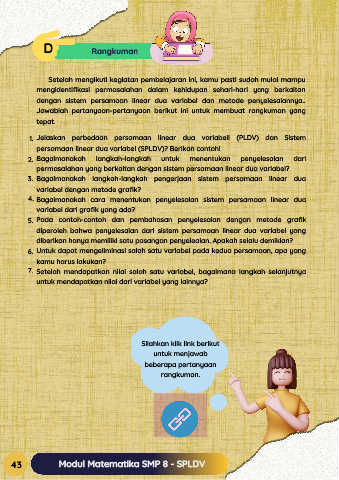 D
Rangkuman
Setelah mengikuti kegiatan pembelajaran ini, kamu pasti sudah mulai mampu
mengidentifikasi permasalahan dalam kehidupan sehari-hari yang berkaitan
dengan sistem persamaan linear dua variabel dan metode penyelesaiannya..
Jawablah pertanyaan-pertanyaan berikut ini untuk membuat rangkuman yang
tepat.
1. Jelaskan perbedaan persamaan linear dua variabell (PLDV) dan Sistem
persamaan linear dua variabel (SPLDV)? Berikan contoh!
2. Bagaimanakah langkah-langkah untuk menentukan penyelesaian dari
permasalahan yang berkaitan dengan sistem persamaan linear dua variabel?
3. Bagaimanakah langkah-langkah pengerjaan sistem persamaan linear dua
variabel dengan metode grafik?
4. Bagaimanakah cara menentukan penyelesaian sistem persamaan linear dua
variabel dari grafik yang ada?
5. Pada contoh-contoh dan pembahasan penyelesaian dengan metode grafik
diperoleh bahwa penyelesaian dari sistem persamaan linear dua variabel yang
diberikan hanya memiliki satu pasangan penyelesaian. Apakah selalu demikian?
6. Untuk dapat mengeliminasi salah satu variabel pada kedua persamaan, apa yang
kamu harus lakukan?
7. Setelah mendapatkan nilai salah satu variabel, bagaimana langkah selanjutnya
untuk mendapatkan nilai dari variabel yang lainnya?
Silahkan klik link berikut
untuk menjawab
beberapa pertanyaan
rangkuman.
43
Modul Matematika SMP 8 - SPLDV